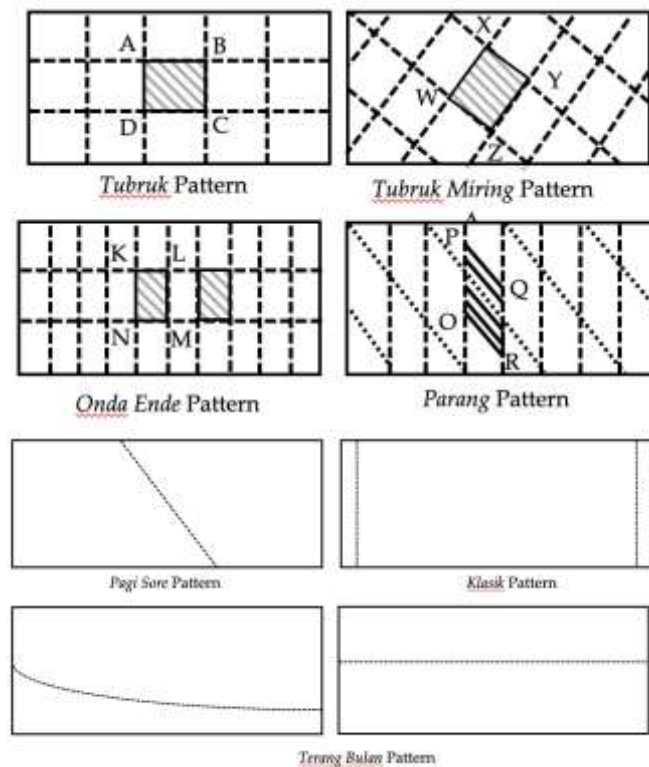 A B
D C
Tubruk Pattern
X
W Y
Z
Tubruk Miring Pattern
K L
N M
Onda Ende Pattern
P
Q
O
R
Parang Pattern
Pagi Sore Pattern
Klasik Pattern
Terang Bulan Pattern